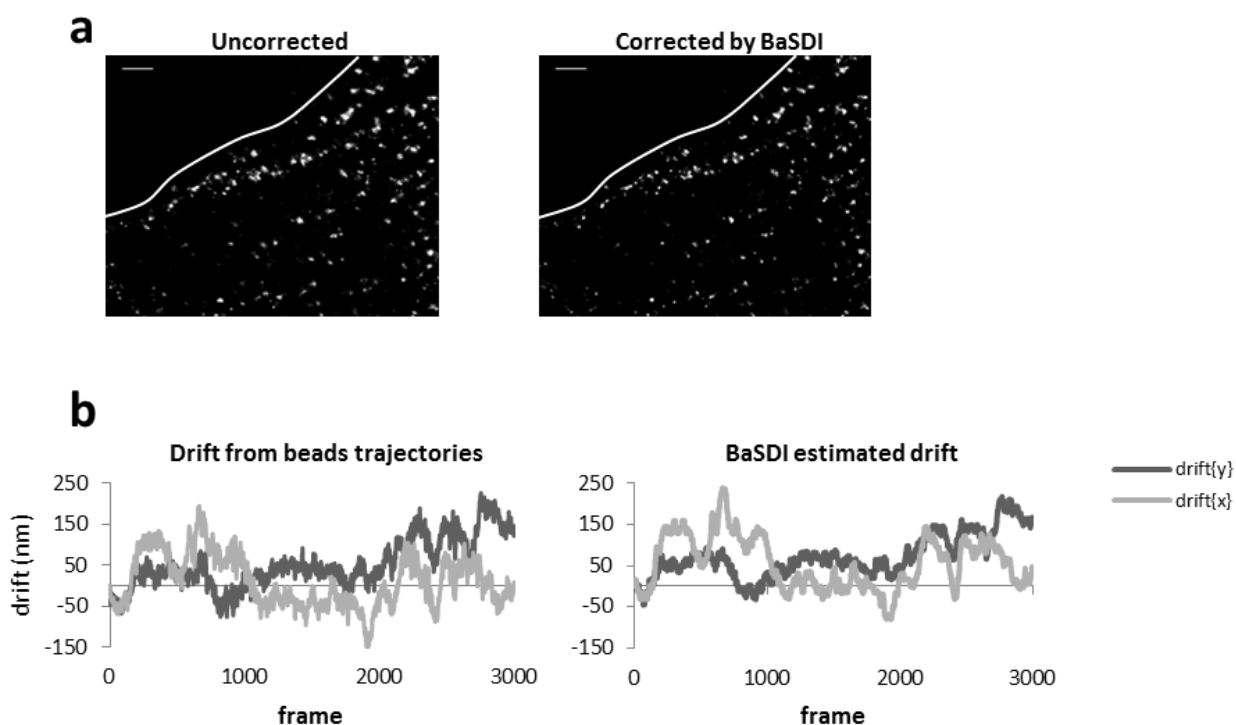 a
Uncorrected
Corrected by BaSDI
b
Drift from beads trajectories
BaSDI estimated drift
drift (nm)
250
150
50
-50
-150
0
1000
2000
3000
frame
250
150
50
-50
-150
0
1000
2000
3000
frame
drift{y}
drift{x}